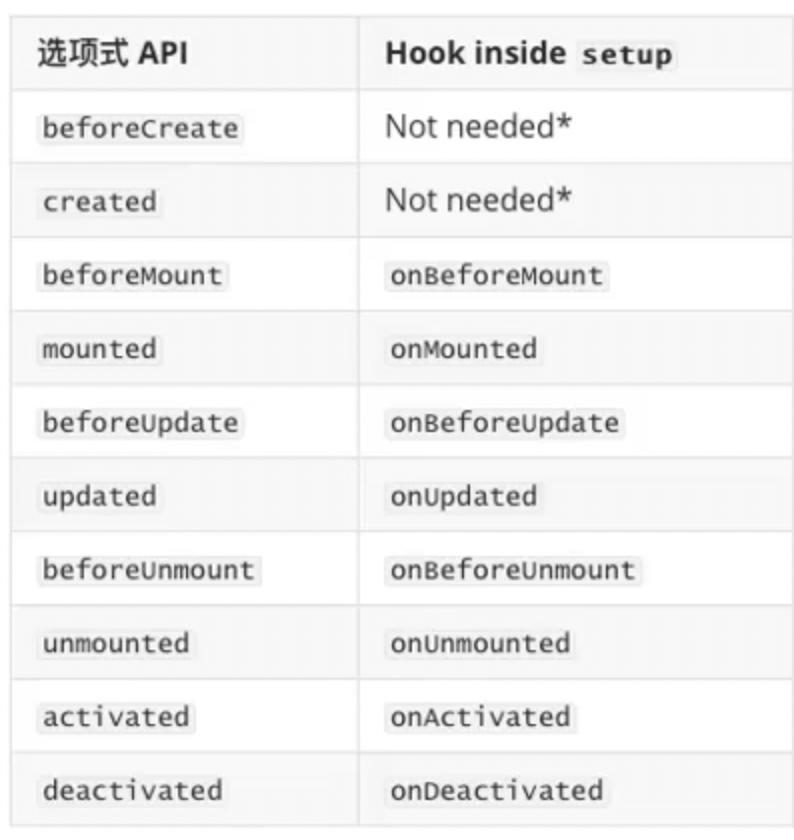 选项式 API Hook inside setup
beforeCreate Not needed*
created Not needed*
beforeMount onBeforeMount
mounted onMounted
beforeUpdate onBeforeUpdate
updated onUpdated
beforeUnmount onBeforeUnmount
unmounted onUnmounted
activated onActivated
deactivated onDeactivated